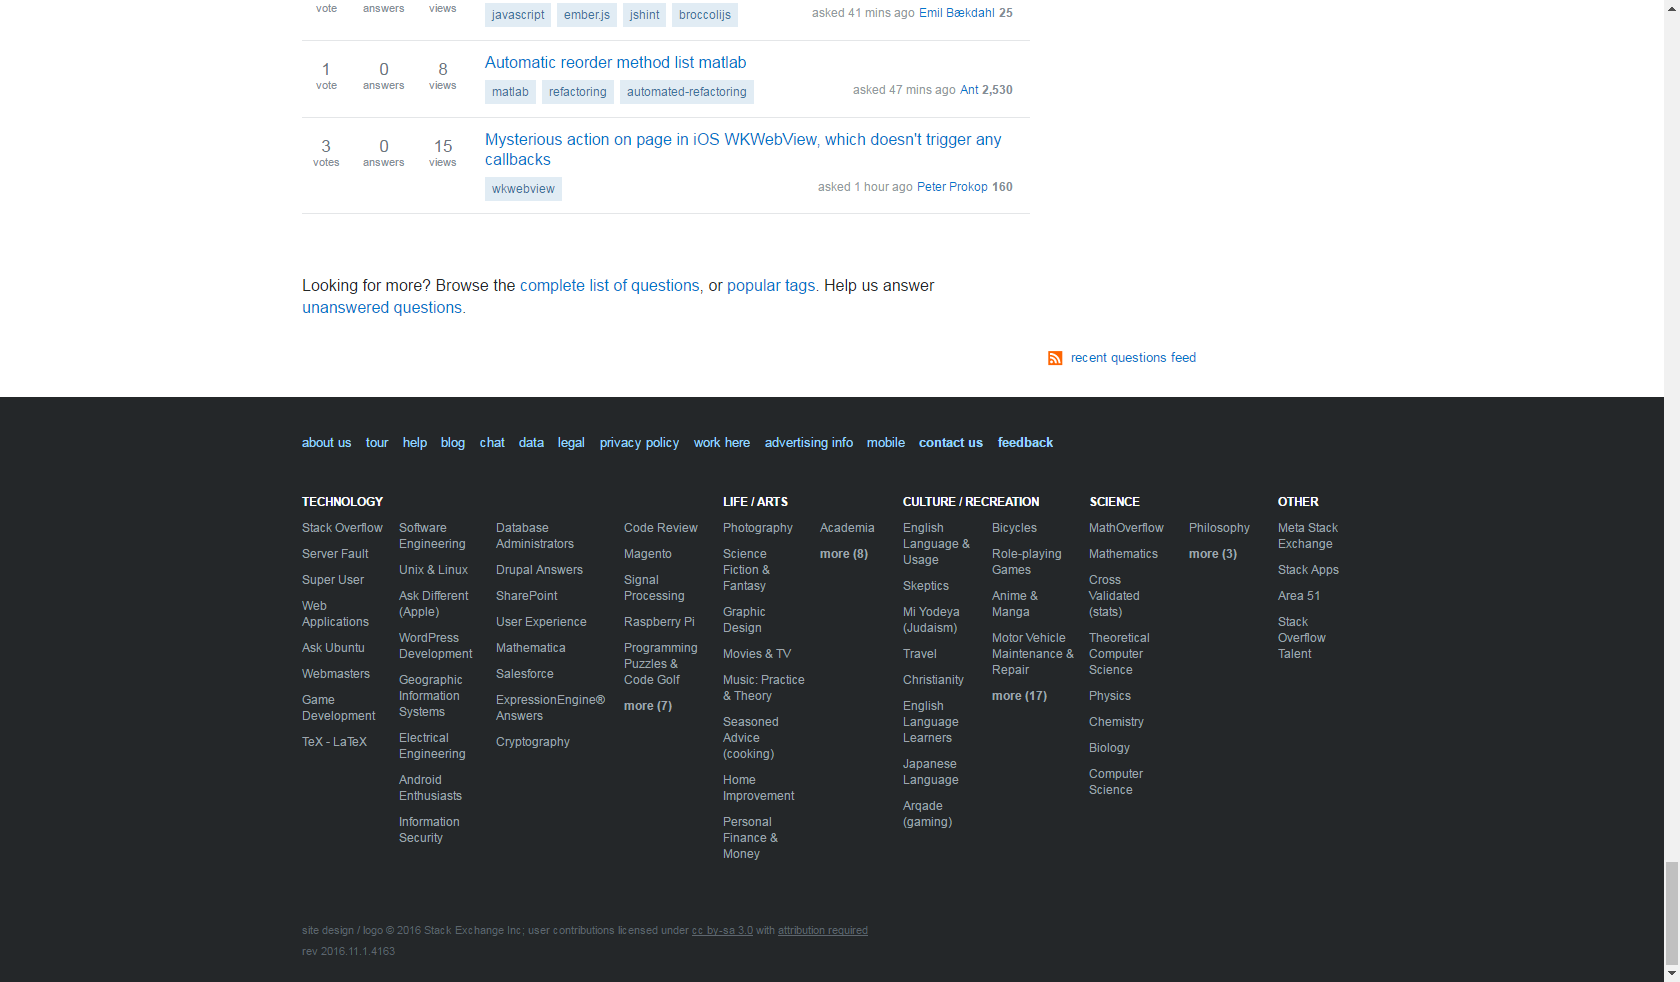 vote answers views
javascript ember.js jshint broccolijs
asked 41 mins ago Emil Bækdahl 25
1 0 8
vote answers views
Automatic reorder method list matlab
matlab refactoring automated-refactoring
asked 47 mins ago Ant 2,530
3 0 15
votes answers views
Mysterious action on page in iOS WKWebView, which doesn't trigger any
callbacks
wkwebview
asked 1 hour ago Peter Prokop 160
Looking for more? Browse the complete list of questions, or popular tags. Help us answer
unanswered questions.
recent questions feed
about us tour help blog chat data legal privacy policy work here advertising info mobile contact us feedback
TECHNOLOGY
Stack Overflow
Server Fault
Super User
Web
Applications
Ask Ubuntu
Webmasters
Game
Development
TeX - LaTeX
Software
Engineering
Unix & Linux
Ask Different
(Apple)
WordPress
Development
Geographic
Information
Systems
Electrical
Engineering
Android
Enthusiasts
Information
Security
Database
Administrators
Drupal Answers
SharePoint
User Experience
Mathematica
Salesforce
ExpressionEngine®
Answers
Cryptography
Code Review
Magento
Signal
Processing
Raspberry Pi
Programming
Puzzles &
Code Golf
more (7)
LIFE / ARTS
Photography
Science
Fiction &
Fantasy
Graphic
Design
Movies & TV
Music: Practice
& Theory
Seasoned
Advice
(cooking)
Home
Improvement
Personal
Finance &
Money
Academia
more (8)
CULTURE / RECREATION
English
Language &
Usage
Skeptics
Mi Yodeya
(Judaism)
Travel
Christianity
English
Language
Learners
Japanese
Language
Arqade
(gaming)
Bicycles
Role-playing
Games
Anime &
Manga
Motor Vehicle
Maintenance &
Repair
more (17)
SCIENCE
MathOverflow
Mathematics
Cross
Validated
(stats)
Theoretical
Computer
Science
Physics
Chemistry
Biology
Computer
Science
Philosophy
more (3)
OTHER
Meta Stack
Exchange
Stack Apps
Area 51
Stack
Overflow
Talent
site design / logo © 2016 Stack Exchange Inc; user contributions licensed under cc by-sa 3.0 with attribution required
rev 2016.11.1.4163